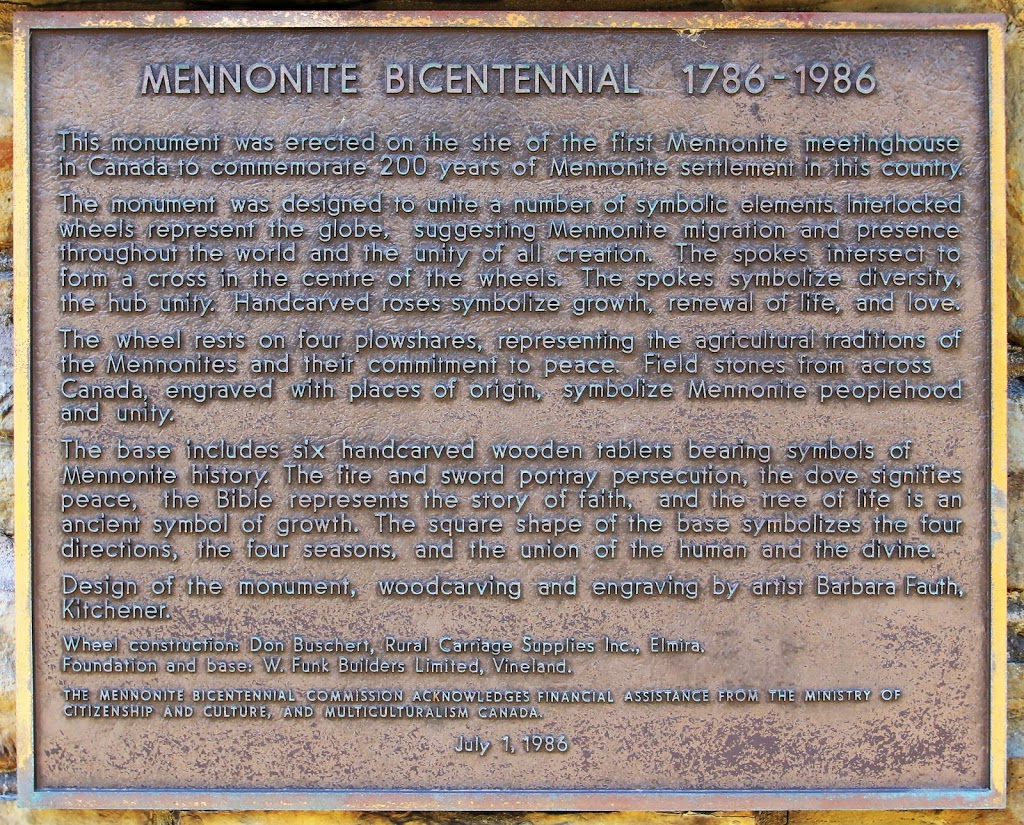 MENNONITE BICENTENNIAL 1786-1986
This monument was erected on the site of the first Mennonite meetinghouse
in Canada to commemorate 200 years of Mennonite settlement in this country.
The monument was designed to unite a number of symbolic elements. Interlocked
wheels represent the globe, suggesting Mennonite migration and presence
throughout the world and the unity of all creation. The spokes intersect to
form a cross in the centre of the wheels. The spokes symbolize diversity,
the hub unity. Handcarved roses symbolize growth, renewal of life, and love.
The wheel rests on four plowshares, representing the agricultural traditions of
the Mennonites and their commitment to peace. Field stones from across
Canada, engraved with places of origin, symbolize Mennonite peoplehood
and unity.
The base includes six handcarved wooden tablets bearing symbols of
Mennonite history. The fire and sword portray persecution, the dove signifies
peace, the Bible represents the story of faith, and the tree of life is an
ancient symbol of growth. The square shape of the base symbolizes the four
directions, the four seasons, and the union of the human and the divine.
Design of the monument, woodcarving and engraving by artist Barbara Fauth,
Kitchener.
Wheel construction: Don Buschert, Rural Carriage Supplies Inc., Elmira.
Foundation and base: W. Funk Builders Limited, Vineland.
THE MENNONITE BICENTENNIAL COMMISSION ACKNOWLEDGES FINANCIAL ASSISTANCE FROM THE MINISTRY OF
CITIZENSHIP AND CULTURE, AND MULTICULTURALISM CANADA.
July 1, 1986